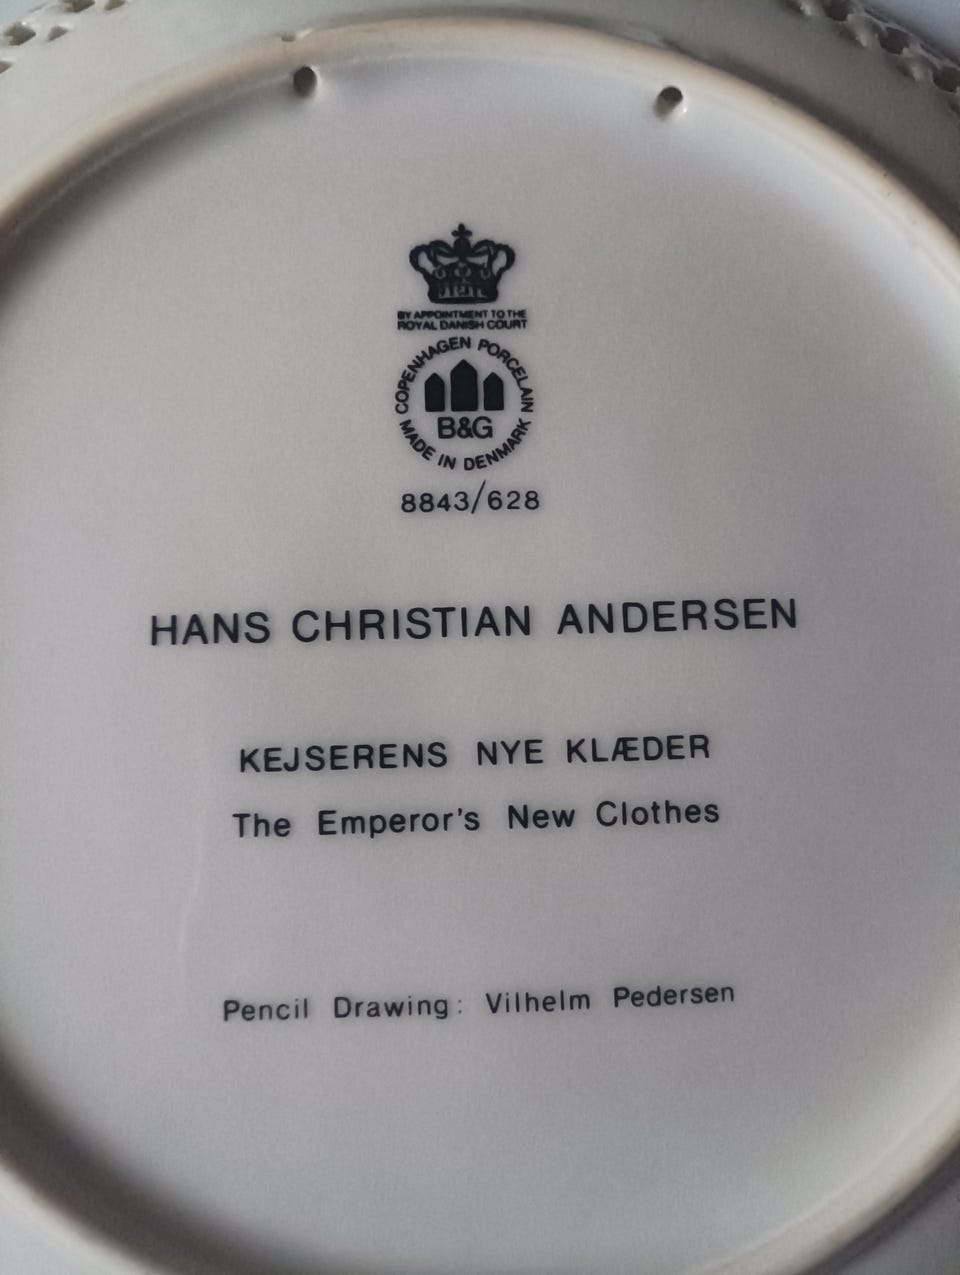 BY APPOINTMENT TO THE
ROYAL DANISH COURT
COPENHAGEN PORCELAIN
B&G
MADE IN DENMARK
8843/628
HANS CHRISTIAN ANDERSEN
KEJSERENS NYE KLÆDER
The Emperor's New Clothes
Pencil Drawing: Vilhelm Pedersen